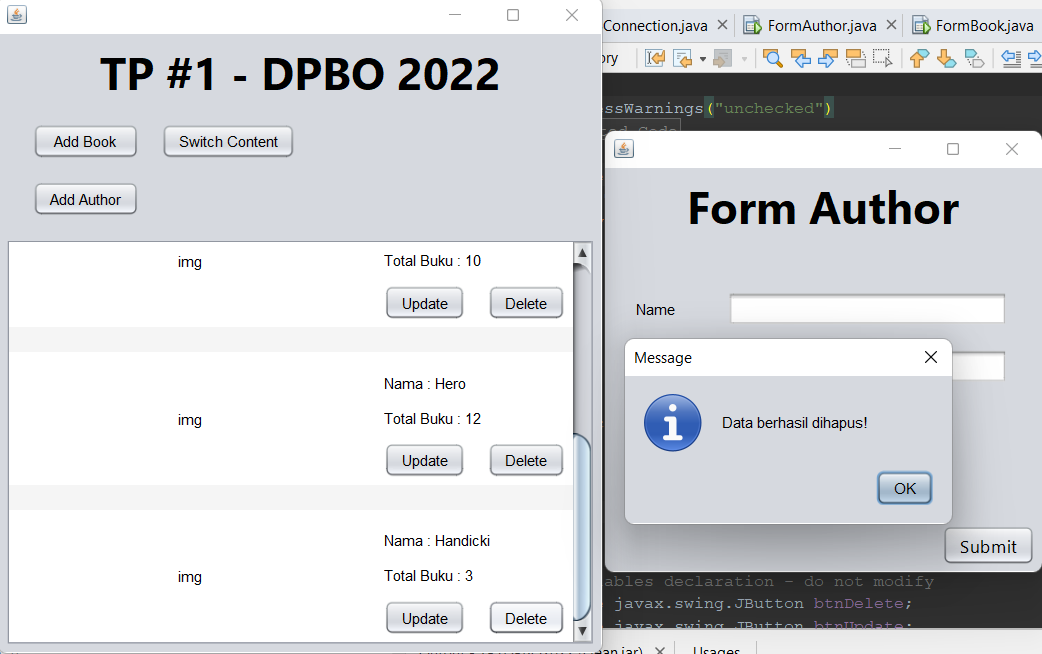 TP #1 - DPBO 2022
Add Book
Switch Content
Add Author
img
Total Buku : 10
Update
Delete
Nama : Hero
img
Total Buku : 12
Update
Delete
Nama : Handicki
img
Total Buku : 3
Update
Delete
Connection.java
FormAuthor.java
FormBook.java
ory
essWarnings("unchecked")
Form Author
Name
Message
Data berhasil dihapus!
OK
Submit
ables declaration - do not modify
javax.swing.JButton btnDelete;
javax.swing.JButton btnUpdate;
Usages